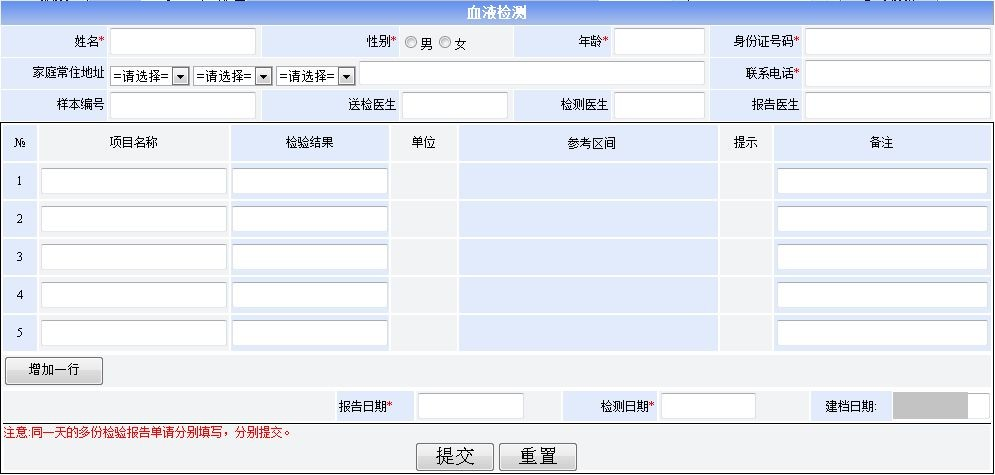 血液检测
姓名* 性别* 男 女 年龄* 身份证号码*
家庭常住地址 =请选择= =请选择= =请选择= 联系电话*
样本编号 送检医生 检测医生 报告医生
№ 项目名称 检验结果 单位 参考区间 提示 备注
1
2
3
4
5
增加一行
报告日期* 检测日期* 建档日期:
注意:同一天的多份检验报告单请分别填写，分别提交。
提交 重置